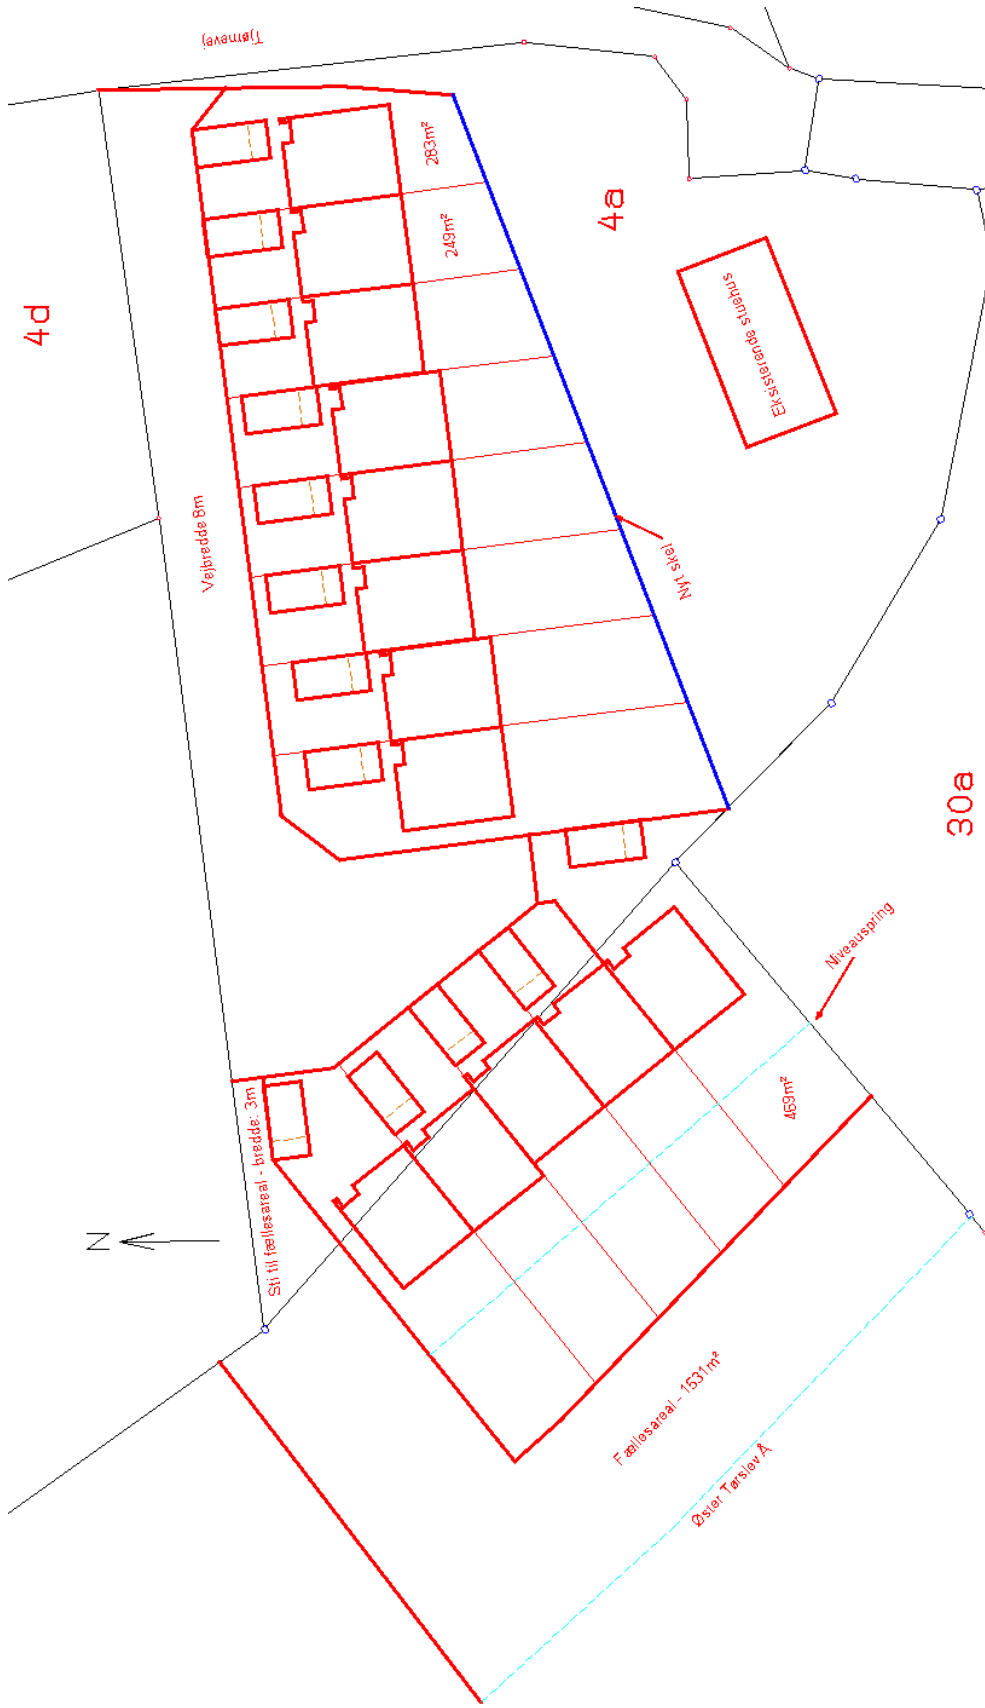 Tjørnevej
4d
283m²
249m²
4a
Eksisterende stuehus
Vejbredde 8m
Nyt skel
30a
Niveauspring
Sti til fællesareal - bredde: 3m
N
469m²
Fællesareal - 1531m²
Øster Tørslev Å